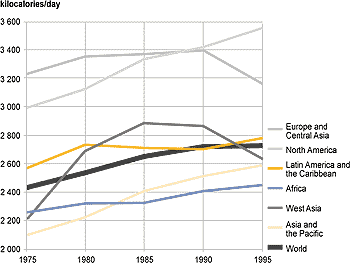 kilocalories/day
3 600
3 400
3 200
3 000
2 800
2 600
2 400
2 200
2 000
1975 1980 1985 1990 1995
Europe and
Central Asia
North America
Latin America and
the Caribbean
Africa
West Asia
Asia and
the Pacific
World